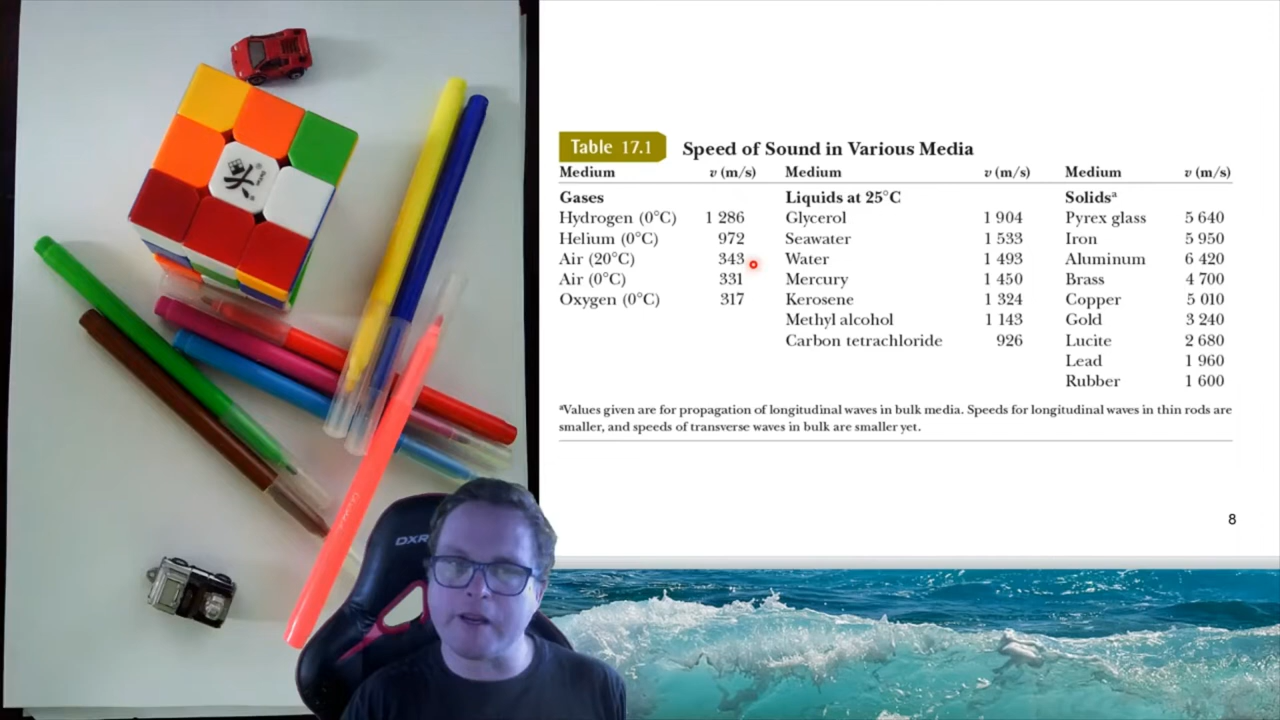 Table 17.1 Speed of Sound in Various Media
Medium v (m/s) Medium v (m/s) Medium v (m/s)
Gases Liquids at 25°C Solidsᵃ
Hydrogen (0°C) 1 286 Glycerol 1 904 Pyrex glass 5 640
Helium (0°C) 972 Seawater 1 533 Iron 5 950
Air (20°C) 343 Water 1 493 Aluminum 6 420
Air (0°C) 331 Mercury 1 450 Brass 4 700
Oxygen (0°C) 317 Kerosene 1 324 Copper 5 010
Methyl alcohol 1 143 Gold 3 240
Carbon tetrachloride 926 Lucite 2 680
Lead 1 960
Rubber 1 600
ᵃValues given are for propagation of longitudinal waves in bulk media. Speeds for longitudinal waves in thin rods are
smaller, and speeds of transverse waves in bulk are smaller yet.
8
DXR